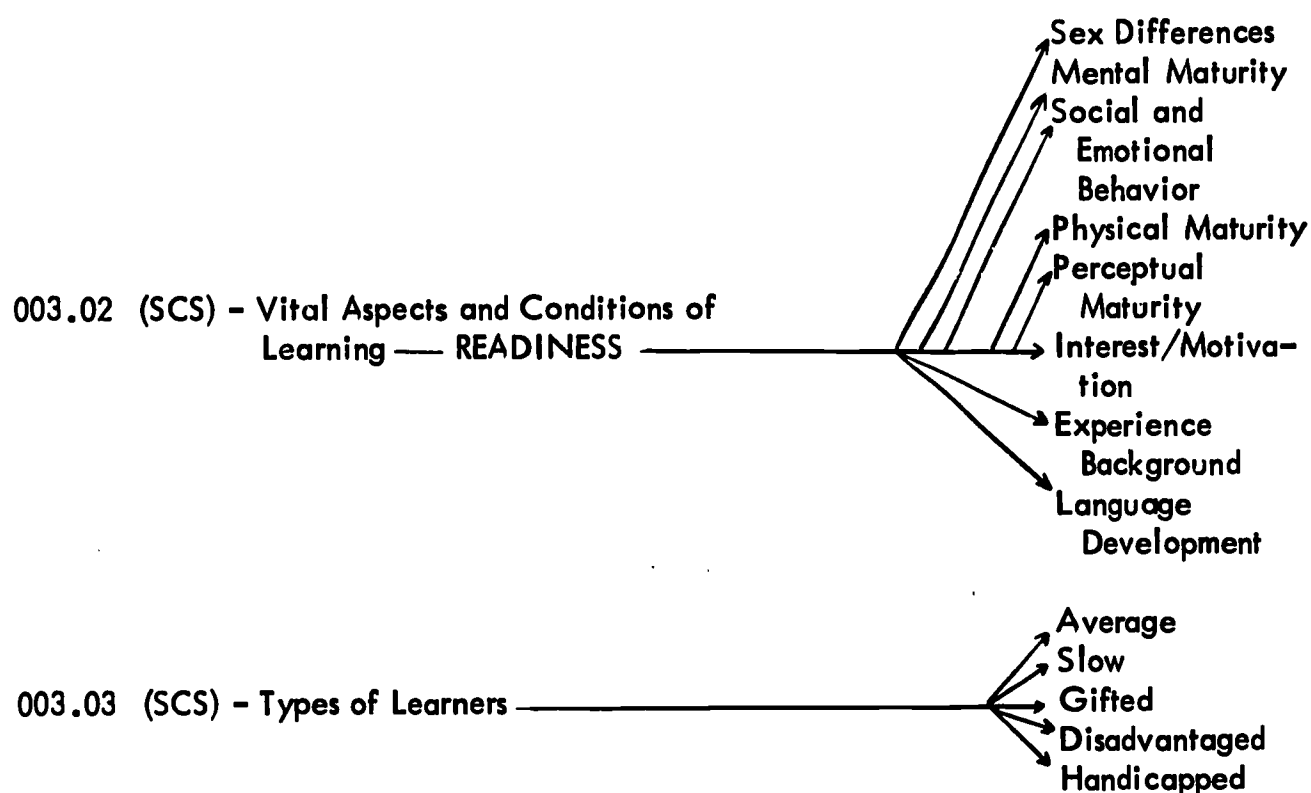 Sex Differences
Mental Maturity
Social and
Emotional
Behavior
Physical Maturity
Perceptual
Maturity
003.02 (SCS) - Vital Aspects and Conditions of
Learning — READINESS
Interest/Motiva-
tion
Experience
Background
Language
Development
Average
Slow
003.03 (SCS) - Types of Learners
Gifted
Disadvantaged
Handicapped